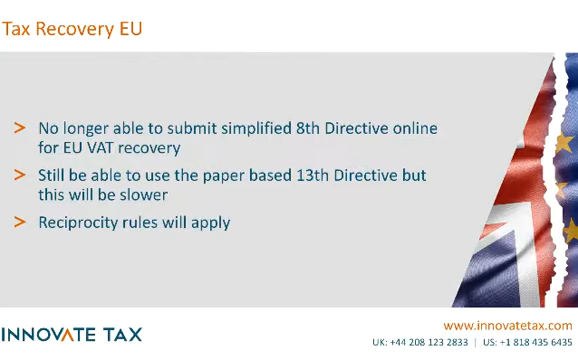 Tax Recovery EU
> No longer able to submit simplified 8th Directive online
for EU VAT recovery
> Still be able to use the paper based 13th Directive but
this will be slower
> Reciprocity rules will apply
INNOVATE TAX
www.innovatetax.com
UK: +44 208 123 2833 | US: +1 818 435 6435